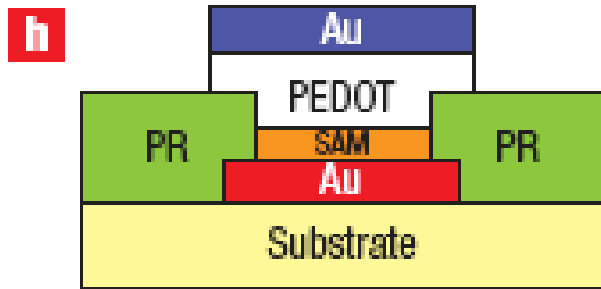 h
Au
PEDOT
PR SAM PR
Au
Substrate